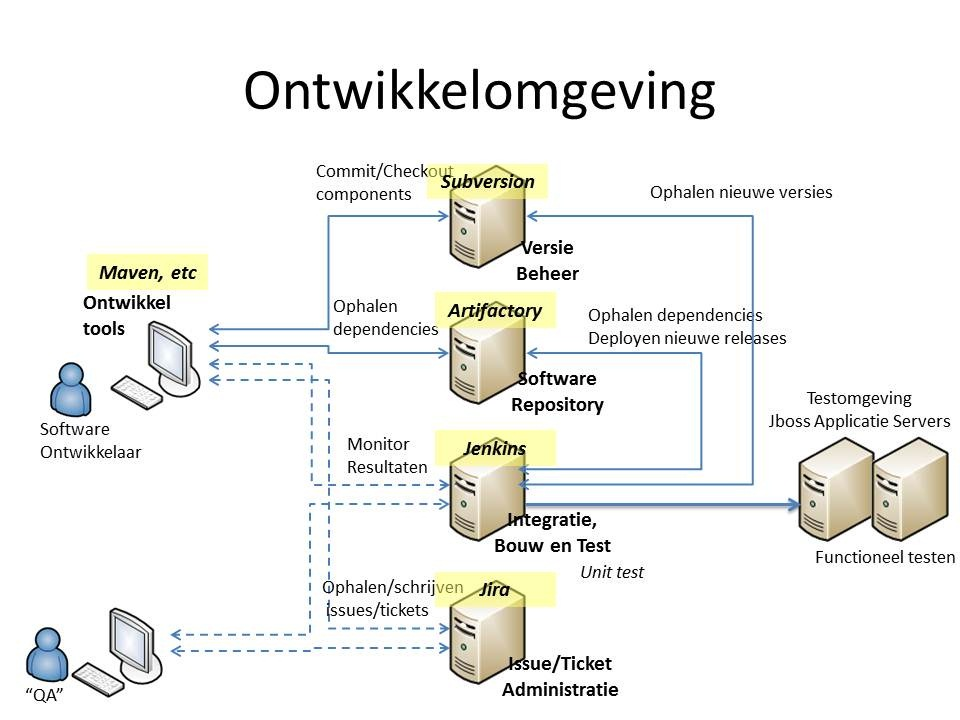 Ontwikkelomgeving
Commit/Checkout
components
Subversion
Ophalen nieuwe versies
Versie
Beheer
Maven, etc
Ontwikkel
tools
Ophalen
dependencies
Artifactory
Ophalen dependencies
Deployen nieuwe releases
Software
Repository
Software
Ontwikkelaar
Testomgeving
Jboss Applicatie Servers
Monitor
Resultaten
Jenkins
Integratie,
Bouw en Test
Unit test
Functioneel testen
Ophalen/schrijven
issues/tickets
Jira
Issue/Ticket
Administratie
“QA”